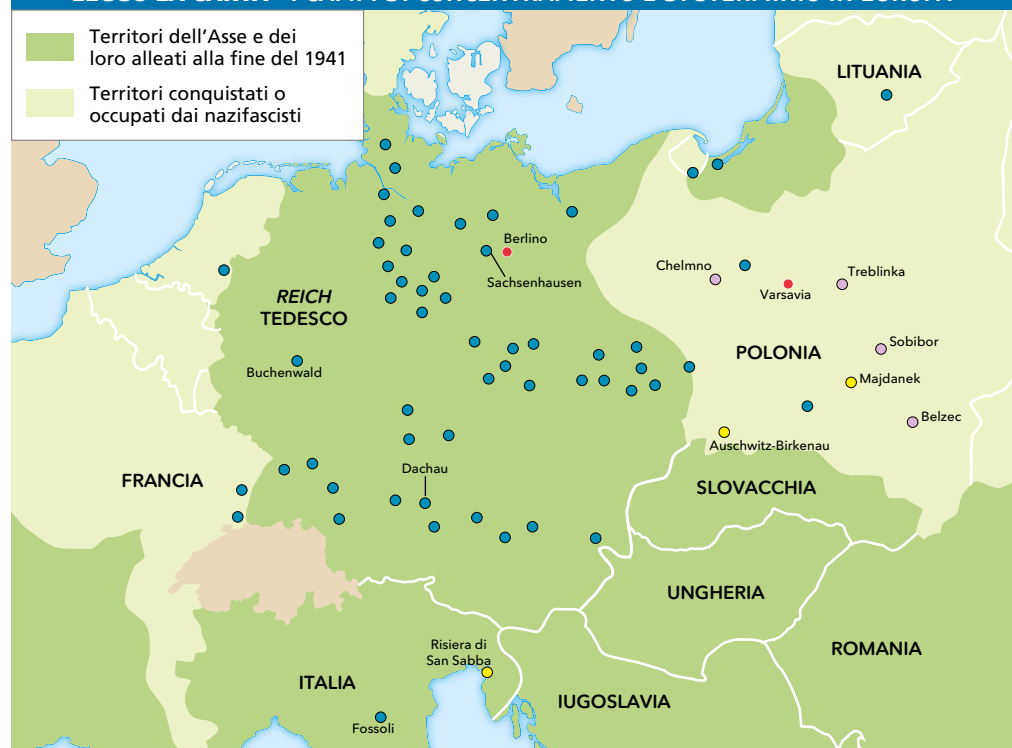 Territori dell'Asse e dei
loro alleati alla fine del 1941
Territori conquistati o
occupati dai nazifascisti
LITUANIA
Berlino
Sachsenhausen
Chelmno
Treblinka
Varsavia
REICH
TEDESCO
POLONIA
Sobibor
Buchenwald
Majdanek
Belzec
Auschwitz-Birkenau
Dachau
FRANCIA
SLOVACCHIA
UNGHERIA
Risiera di
San Sabba
ROMANIA
ITALIA
IUGOSLAVIA
Fossoli